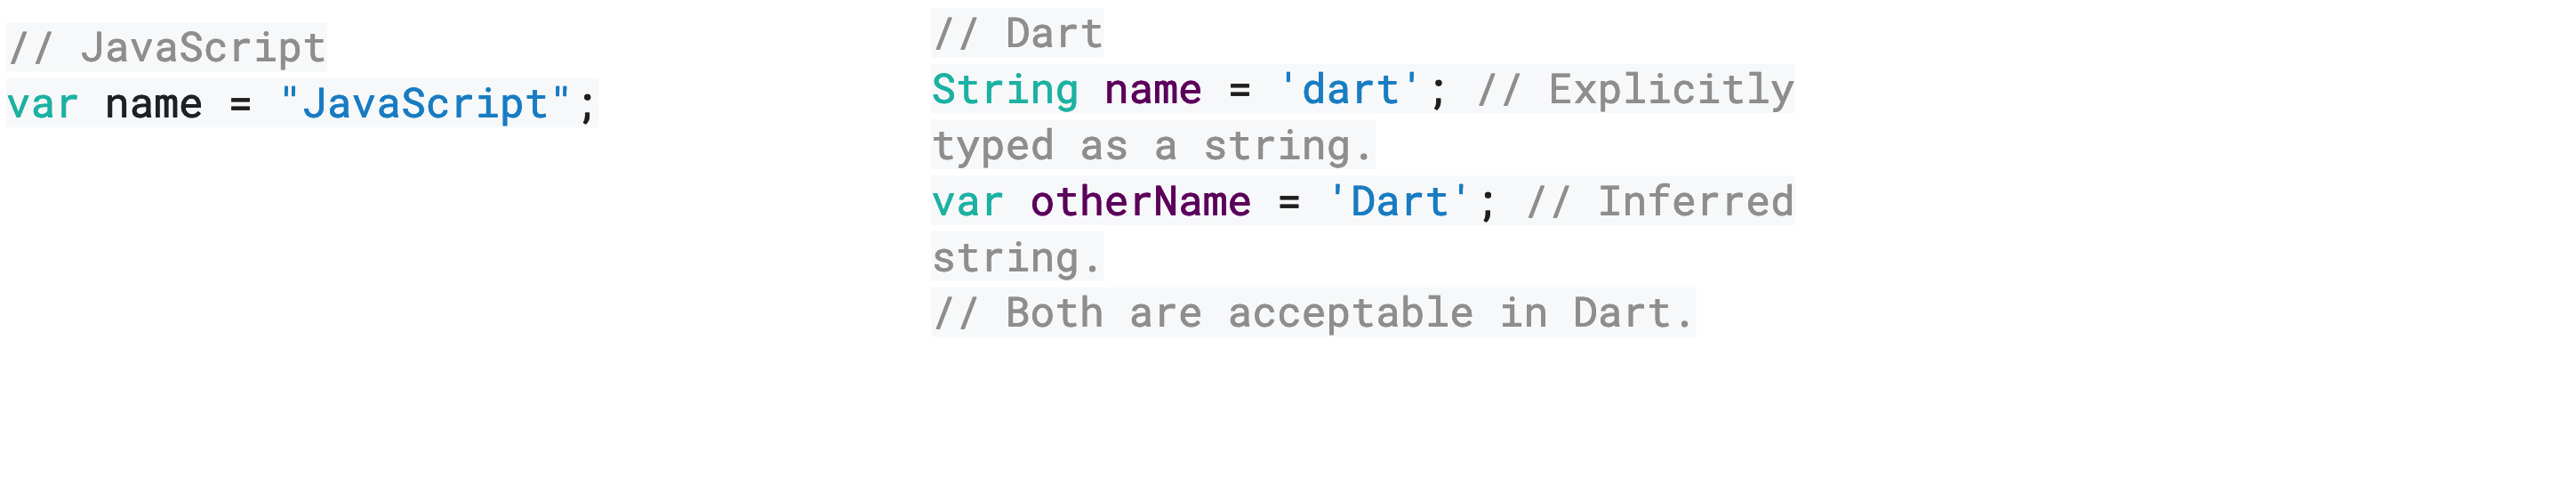 // JavaScript
var name = "JavaScript";
// Dart
String name = 'dart'; // Explicitly
typed as a string.
var otherName = 'Dart'; // Inferred
string.
// Both are acceptable in Dart.